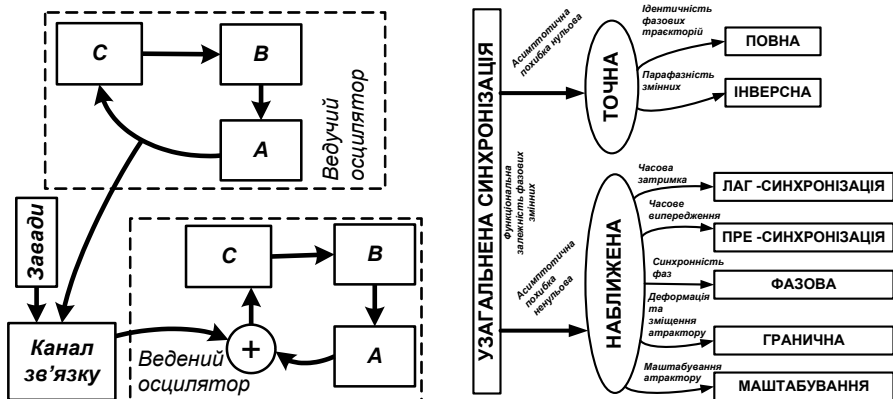 C
B
A
Ведучий
осцилятор
Завади
Канал
зв’язку
C
B
A
+
Ведений
осцилятор
УЗАГАЛЬНЕНА СИНХРОНІЗАЦІЯ
Асимптотична
похибка нульова
Функціональна
залежність фазових
змінних
Асимптотична
похибка
ненульова
ТОЧНА
Ідентичність
фазових
траєкторій
ПОВНА
Парафазність
змінних
ІНВЕРСНА
НАБЛИЖЕНА
Часова
затримка
ЛАГ -СИНХРОНІЗАЦІЯ
Часове
випередження
ПРЕ -СИНХРОНІЗАЦІЯ
Синхронність
фаз
ФАЗОВА
Деформація
та
зміщення
атрактору
ГРАНИЧНА
Маштабування
атрактору
МАШТАБУВАННЯ